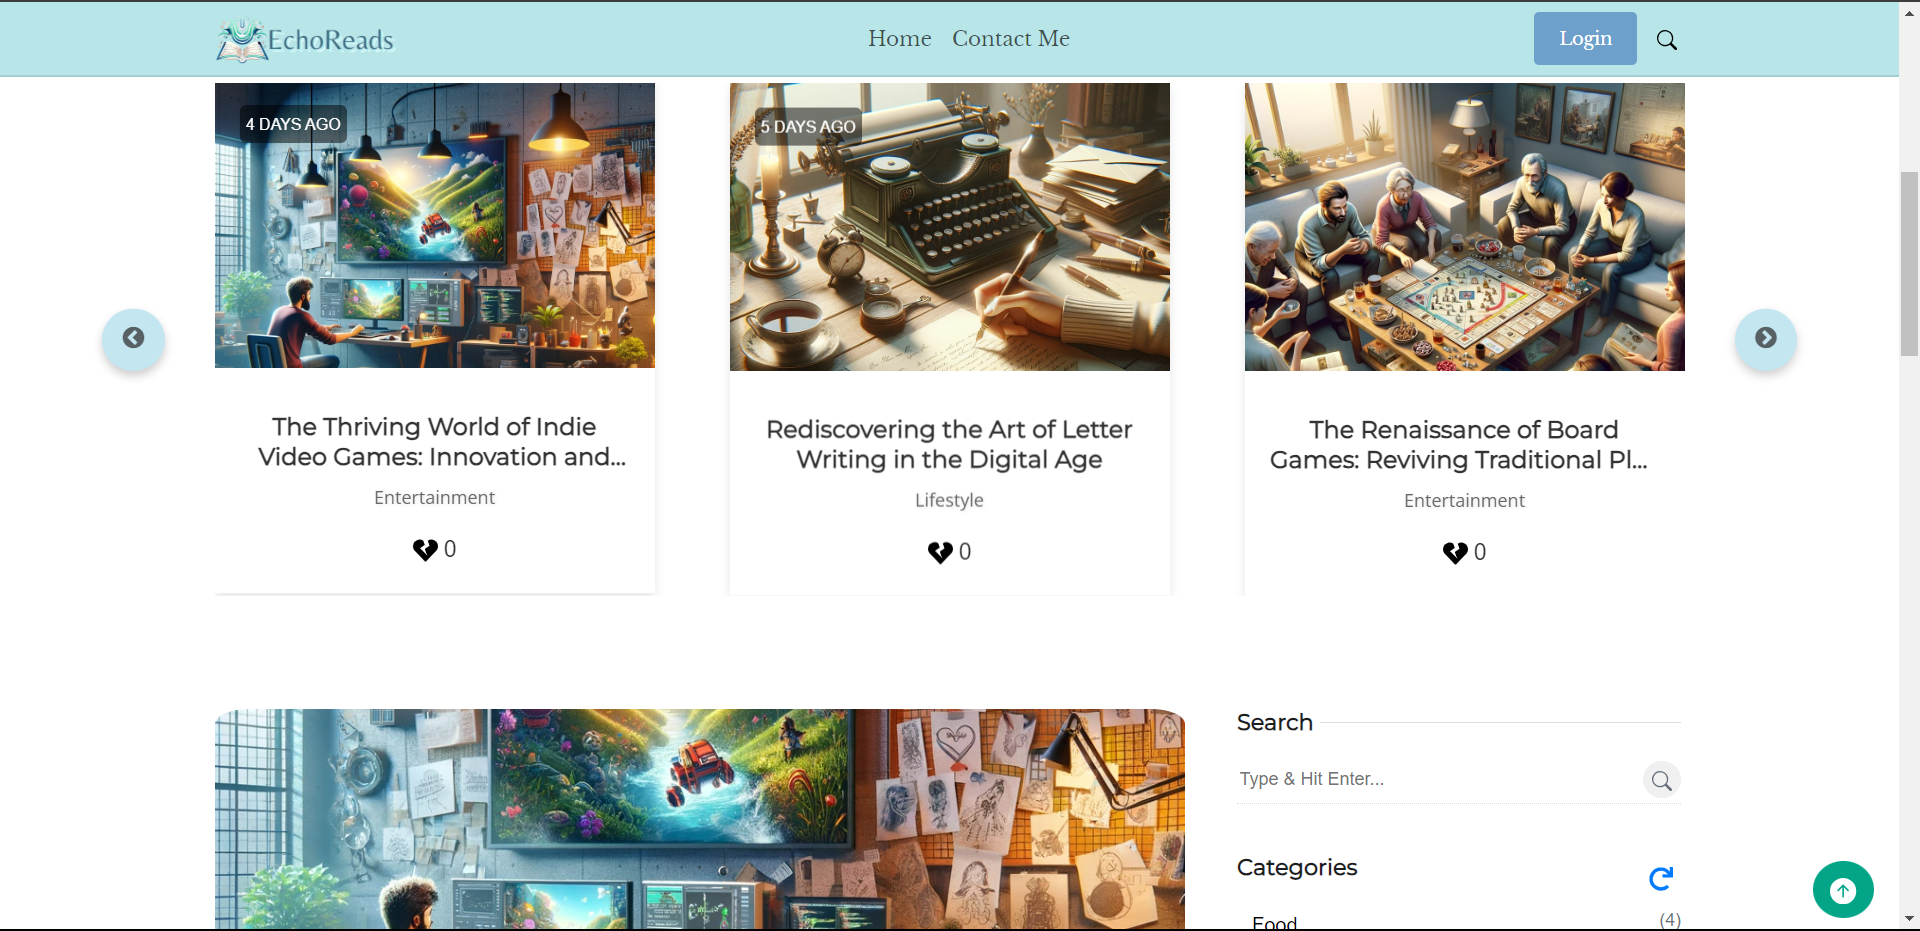 EchoReads
Home
Contact Me
Login
4 DAYS AGO
5 DAYS AGO
The Thriving World of Indie
Video Games: Innovation and...
Entertainment
0
Rediscovering the Art of Letter
Writing in the Digital Age
Lifestyle
0
The Renaissance of Board
Games: Reviving Traditional Pl...
Entertainment
0
Search
Type & Hit Enter...
Categories
Food
(4)